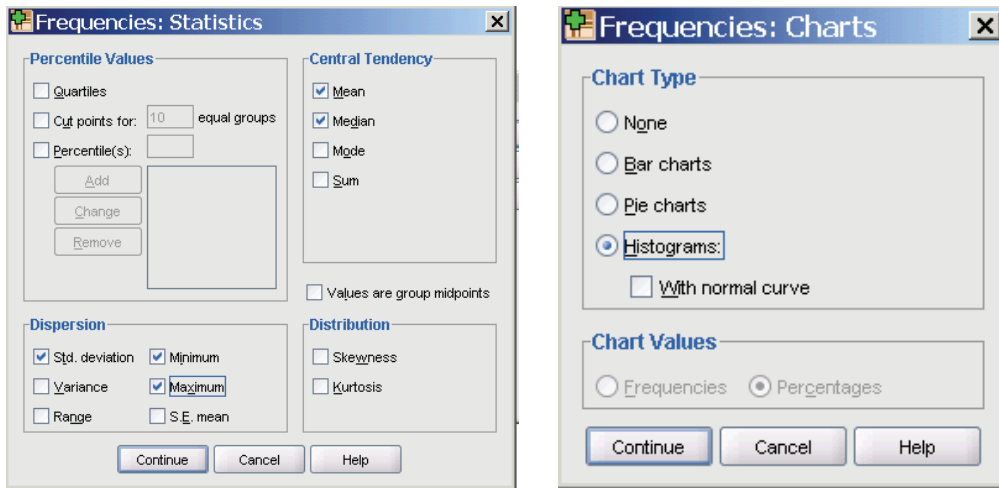 Frequencies: Statistics
Percentile Values
Quartiles
Cut points for: 10 equal groups
Percentile(s):
Add
Change
Remove
Central Tendency
Mean
Median
Mode
Sum
Values are group midpoints
Dispersion
Std. deviation
Minimum
Variance
Maximum
Range
S.E. mean
Distribution
Skewness
Kurtosis
Continue
Cancel
Help
Frequencies: Charts
Chart Type
None
Bar charts
Pie charts
Histograms:
With normal curve
Chart Values
Frequencies
Percentages
Continue
Cancel
Help